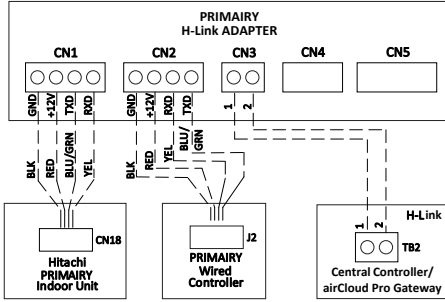 PRIMAIRY
H-Link ADAPTER
CN1
CN2
CN3
CN4
CN5
GND
+12V
TXD
RXD
GND
+12V
RXD
TXD
1
2
BLK
RED
BLU/GRN
YEL
BLK
RED
YEL
BLU/
GRN
CN18
Hitachi
PRIMAIRY
Indoor Unit
J2
PRIMAIRY
Wired
Controller
H-Link
1
2
TB2
Central Controller/
airCloud Pro Gateway